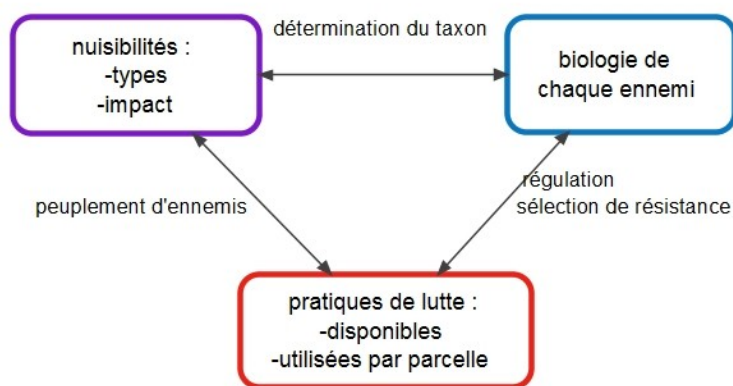 détermination du taxon
nuisibilités :
-types
-impact
biologie de
chaque ennemi
peuplement d'ennemis
régulation
sélection de résistance
pratiques de lutte :
-disponibles
-utilisées par parcelle